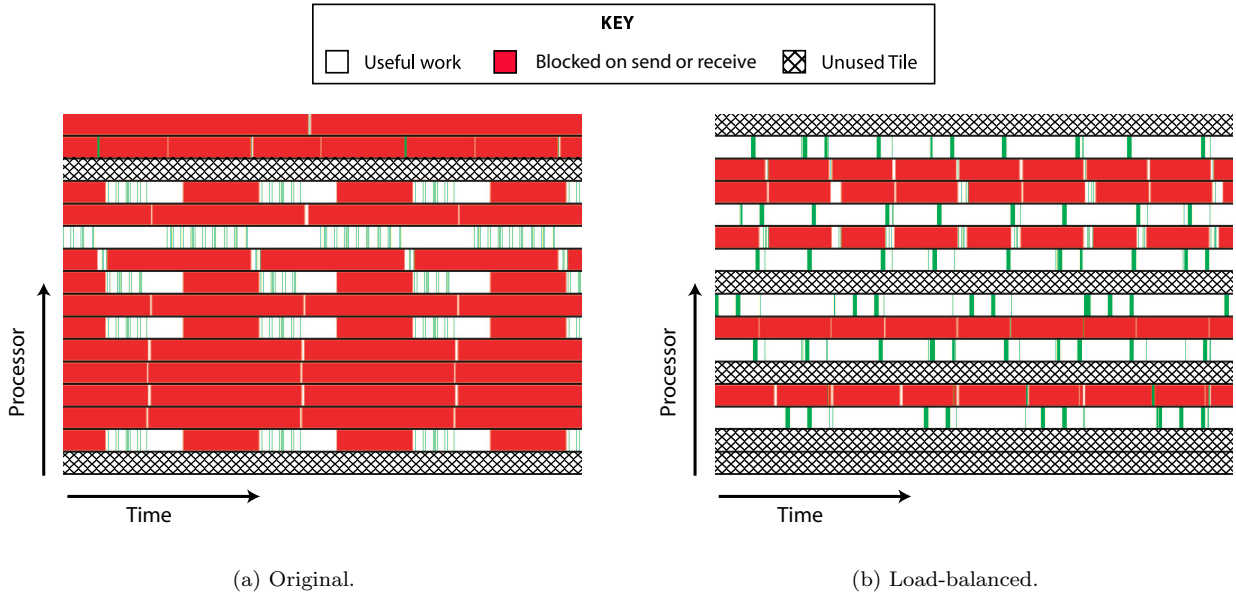 KEY
Useful work
Blocked on send or receive
Unused Tile
Processor
Time
Processor
Time
(a) Original.
(b) Load-balanced.